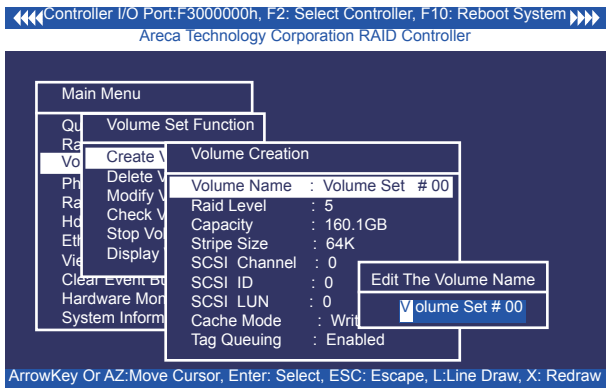 Controller I/O Port:F3000000h, F2: Select Controller, F10: Reboot System
Areca Technology Corporation RAID Controller
Main Menu
Volume Set Function
Create
Delete
Modify
Check
Stop
Display
Volume Creation
Volume Name : Volume Set # 00
Raid Level : 5
Capacity : 160.1GB
Stripe Size : 64K
SCSI Channel : 0
SCSI ID : 0
SCSI LUN : 0
Cache Mode : Writ
Tag Queuing : Enabled
Clear Event
Hardware Mon
System Inform
Edit The Volume Name
Volume Set # 00
ArrowKey Or AZ:Move Cursor, Enter: Select, ESC: Escape, L:Line Draw, X: Redraw